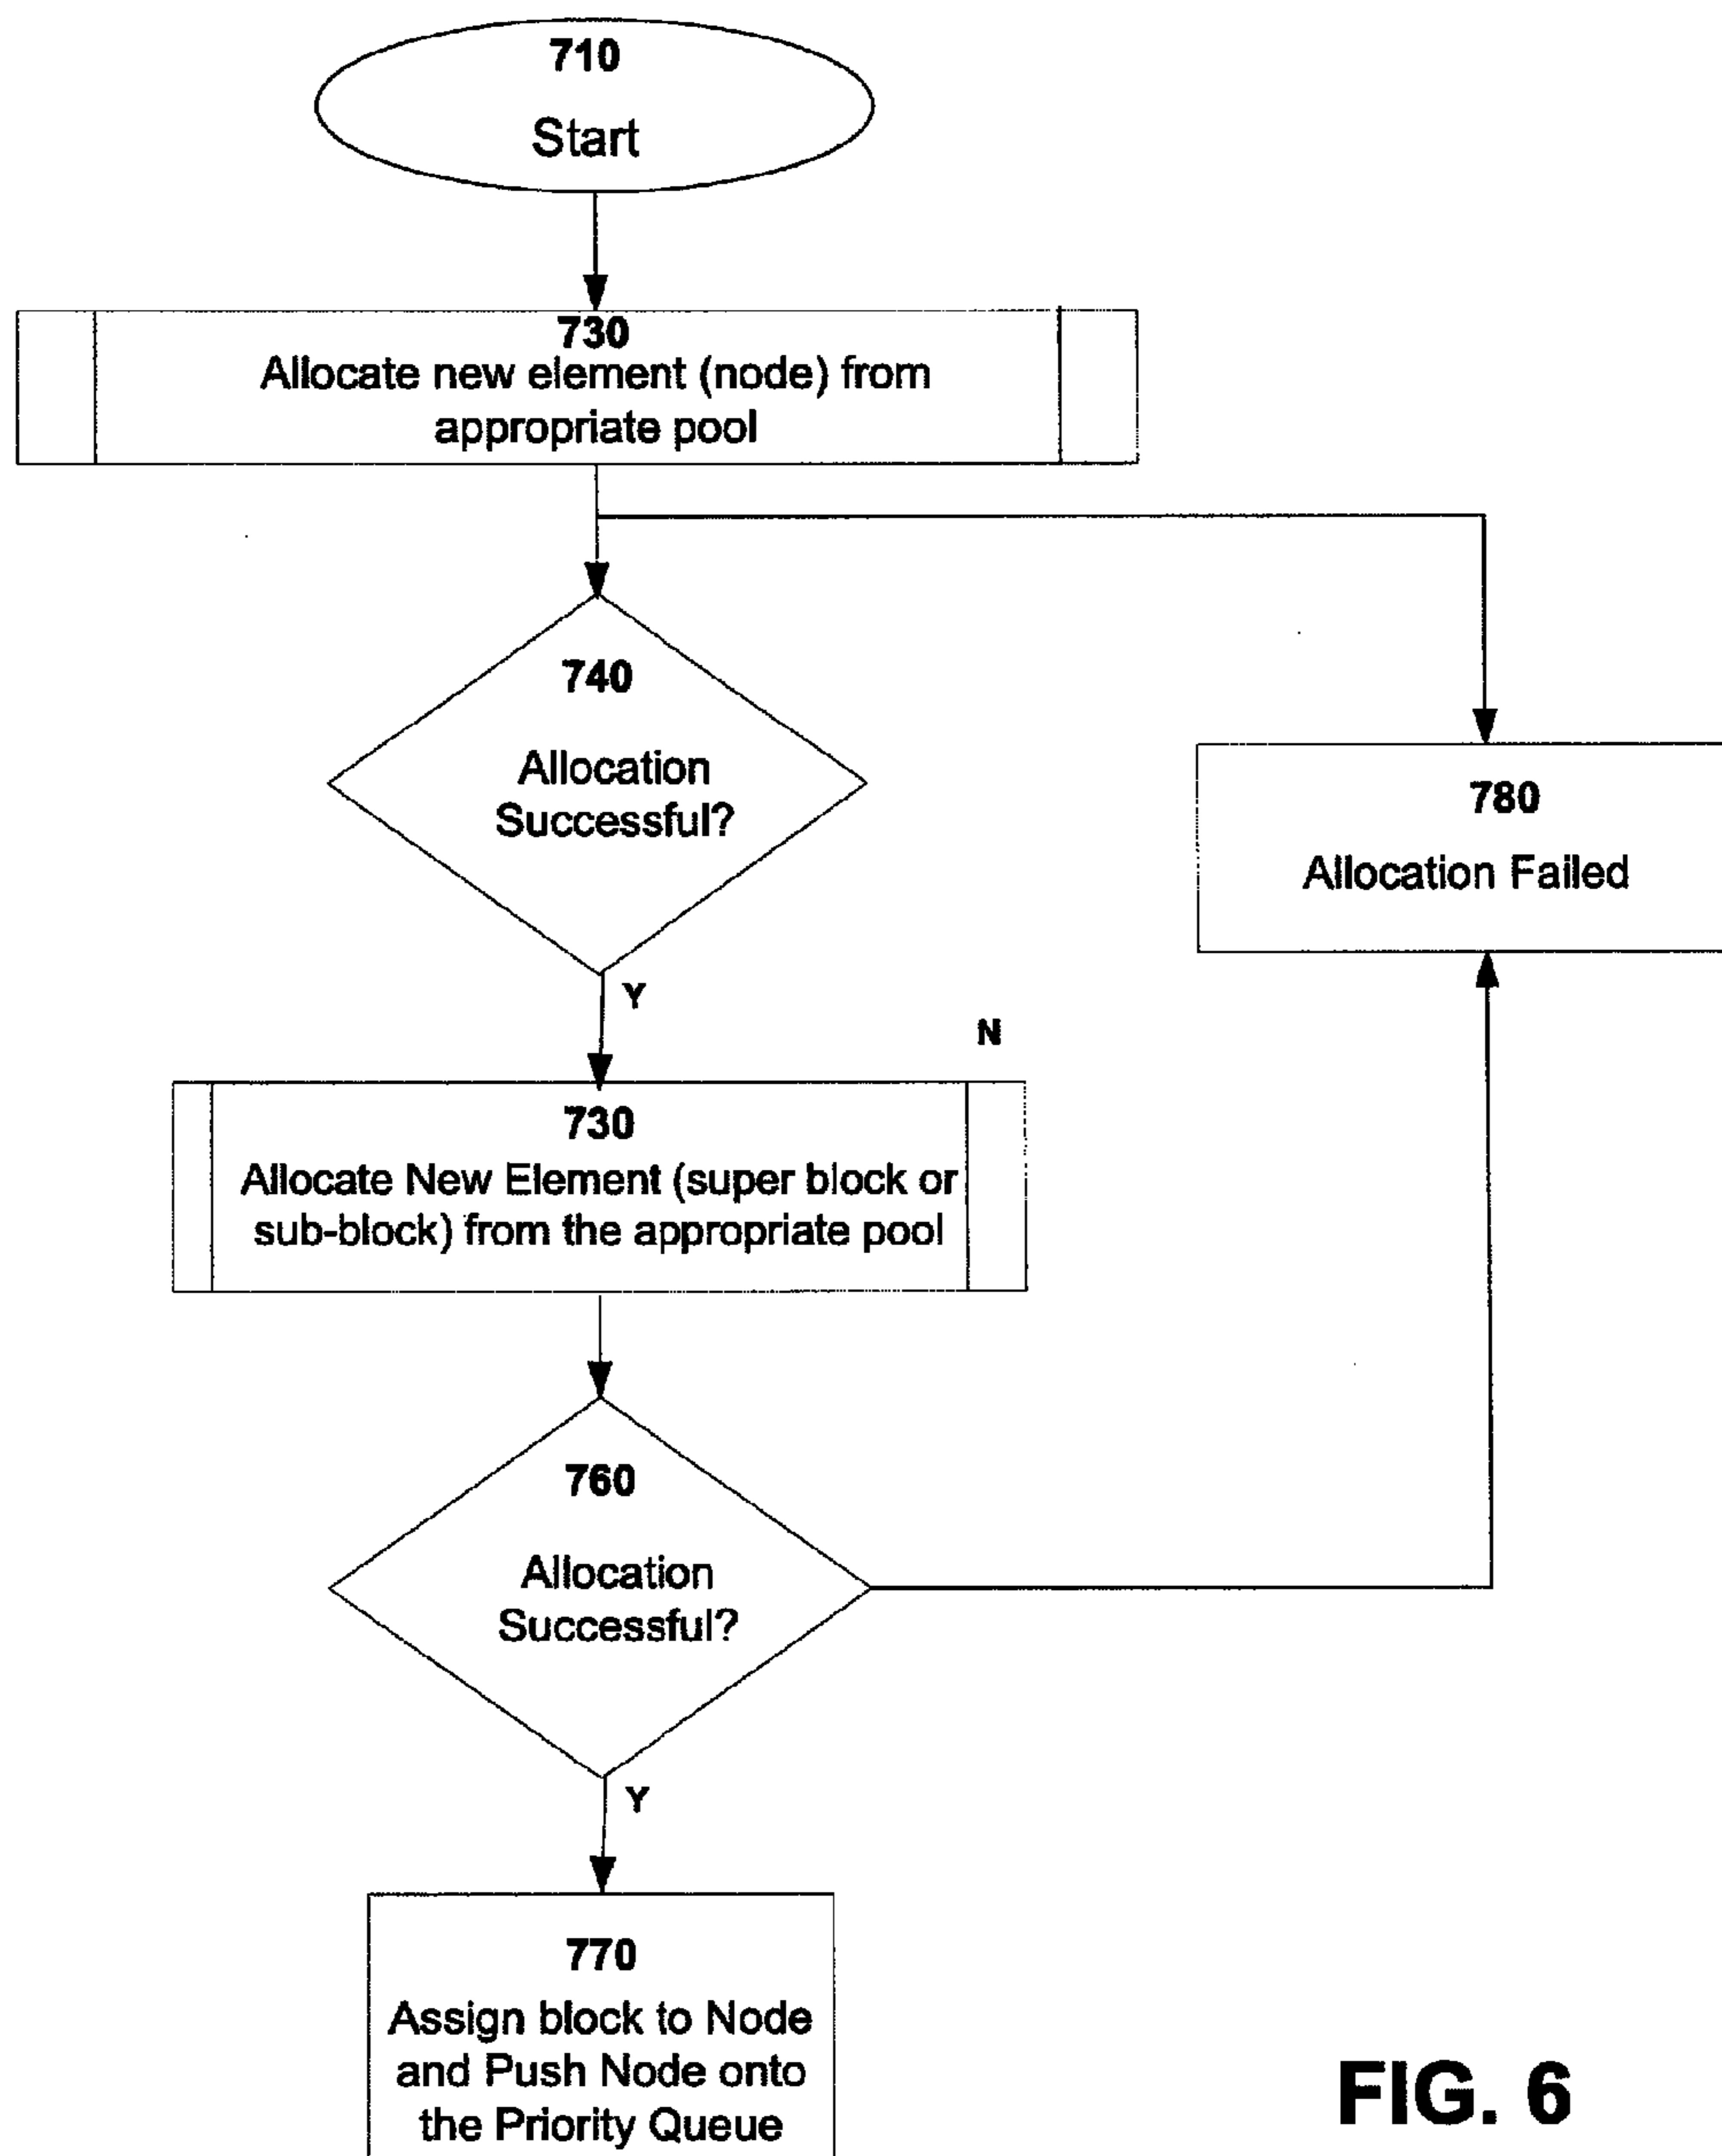 710
Start
730
Allocate new element (node) from
appropriate pool
740
Allocation
Successful?
780
Allocation Failed
Y
N
730
Allocate New Element (super block or
sub-block) from the appropriate pool
760
Allocation
Successful?
Y
770
Assign block to Node
and Push Node onto
the Priority Queue
FIG. 6